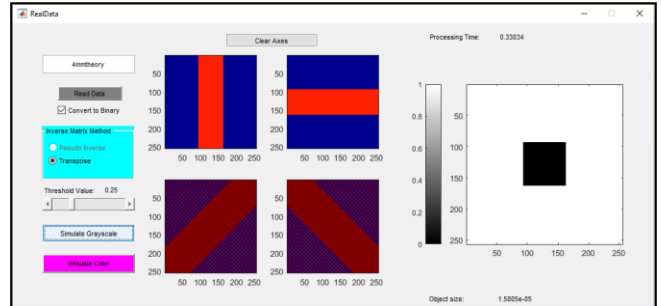 RealData
Clear Axes
Processing Time: 0.33034
4mmtheory
Read Data
Convert to Binary
Inverse Matrix Method
Pseudo Inverse
Transpose
Threshold Value: 0.25
Simulate Grayscale
Simulate Color
50
100
150
200
250
50 100 150 200 250
50
100
150
200
250
50 100 150 200 250
50
100
150
200
250
50 100 150 200 250
50
100
150
200
250
50 100 150 200 250
1
0.8
0.6
0.4
0.2
0
50
100
150
200
250
50 100 150 200 250
Object size: 1.5805e-05